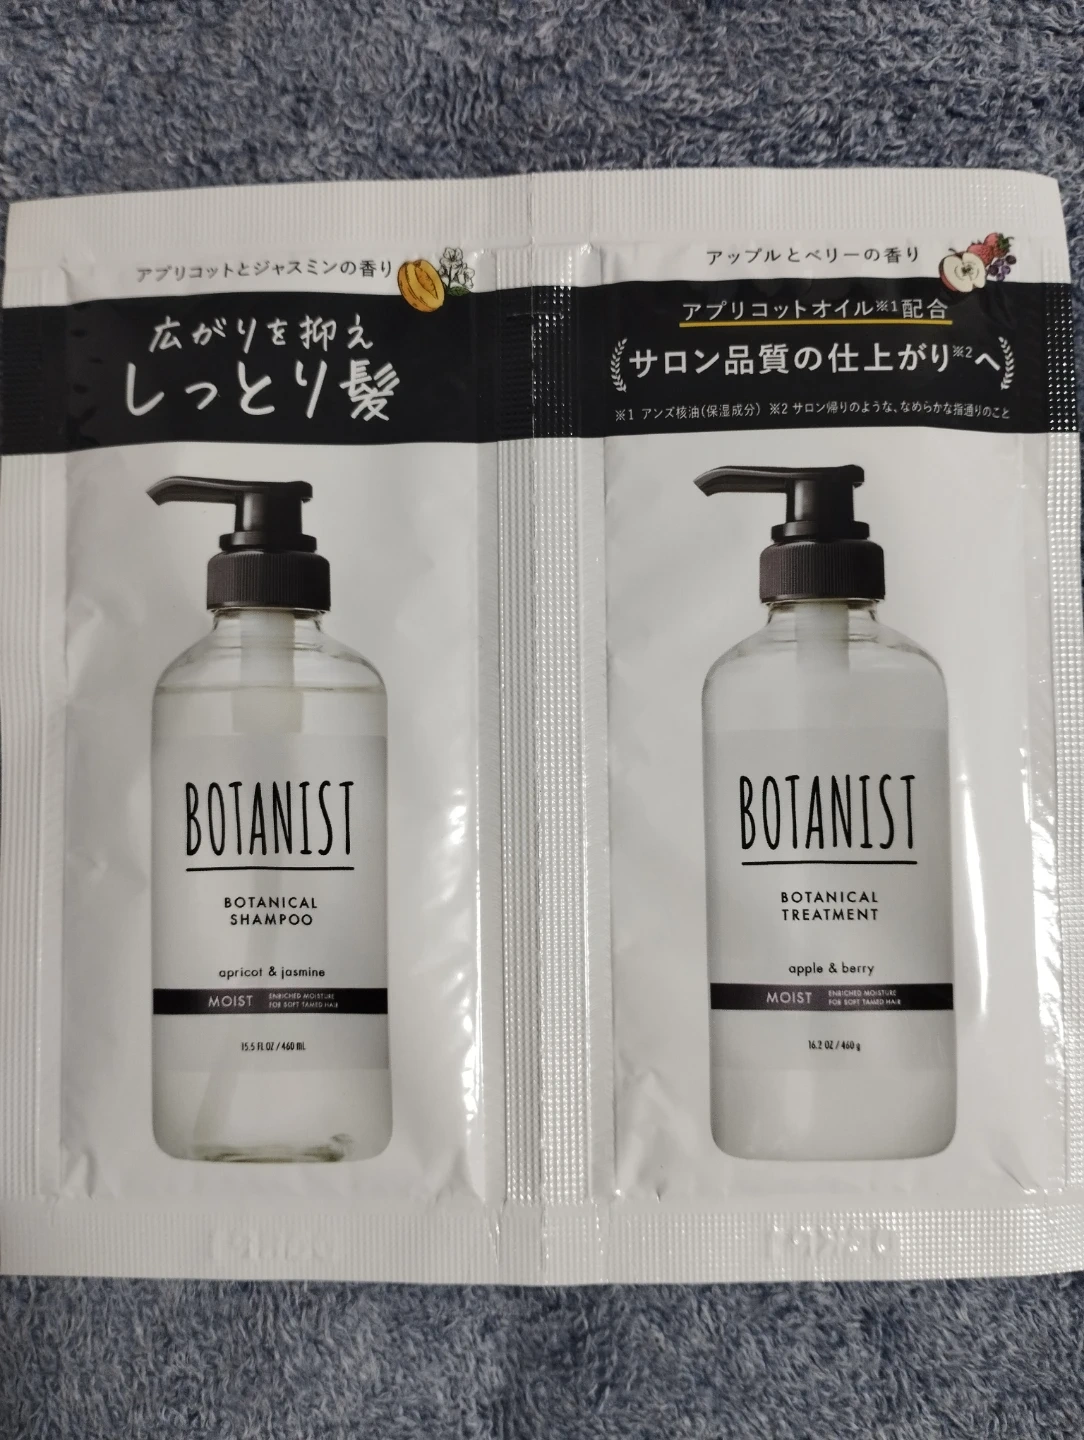 アプリコットとジャスミンの香り
広がりを抑え
しっとり髪
BOTANIST
BOTANICAL
SHAMPOO
apricot & jasmine
MOIST
ENRICHED MOISTURE
FOR SOFT TAMED HAIR
15.5 FL OZ / 460 mL
アップルとベリーの香り
アプリコットオイル※1配合
サロン品質の仕上がり※2へ
※1 アンズ核油(保湿成分) ※2 サロン帰りのような、なめらかな指通りのこと
BOTANIST
BOTANICAL
TREATMENT
apple & berry
MOIST
ENRICHED MOISTURE
FOR SOFT TAMED HAIR
16.2 OZ / 460 g